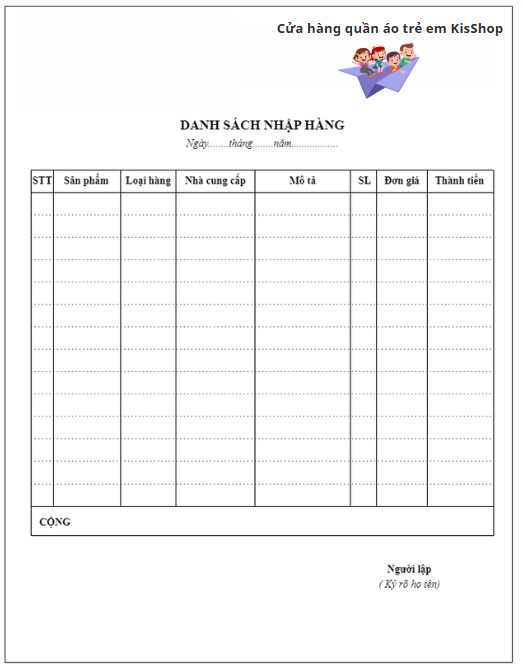 Cửa hàng quần áo trẻ em KisShop
DANH SÁCH NHẬP HÀNG
Ngày........tháng........năm..................
STT Sản phẩm Loại hàng Nhà cung cấp Mô tả SL Đơn giá Thành tiền
CỘNG
Người lập
( Ký rõ họ tên)